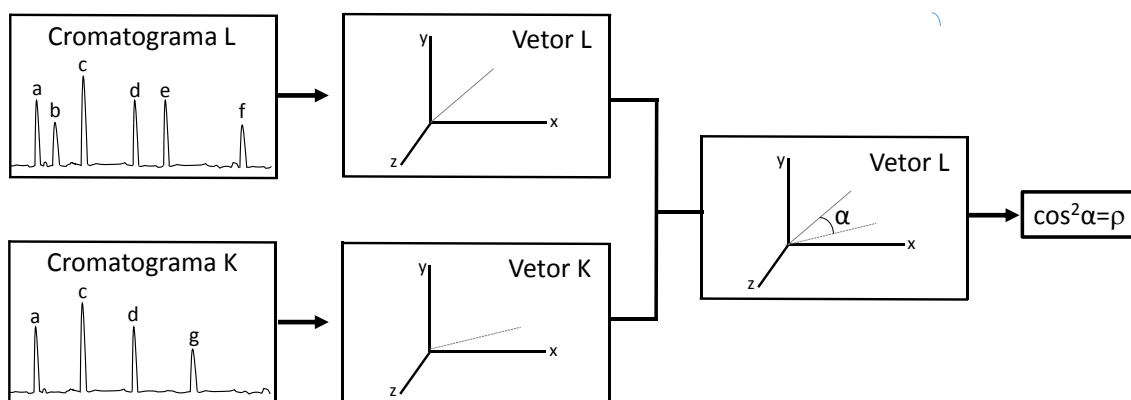 Cromatograma L
a
b
c
d
e
f
Vetor L
y
x
z
Cromatograma K
a
c
d
g
Vetor K
y
x
z
Vetor L
y
α
x
z
cos²α=ρ